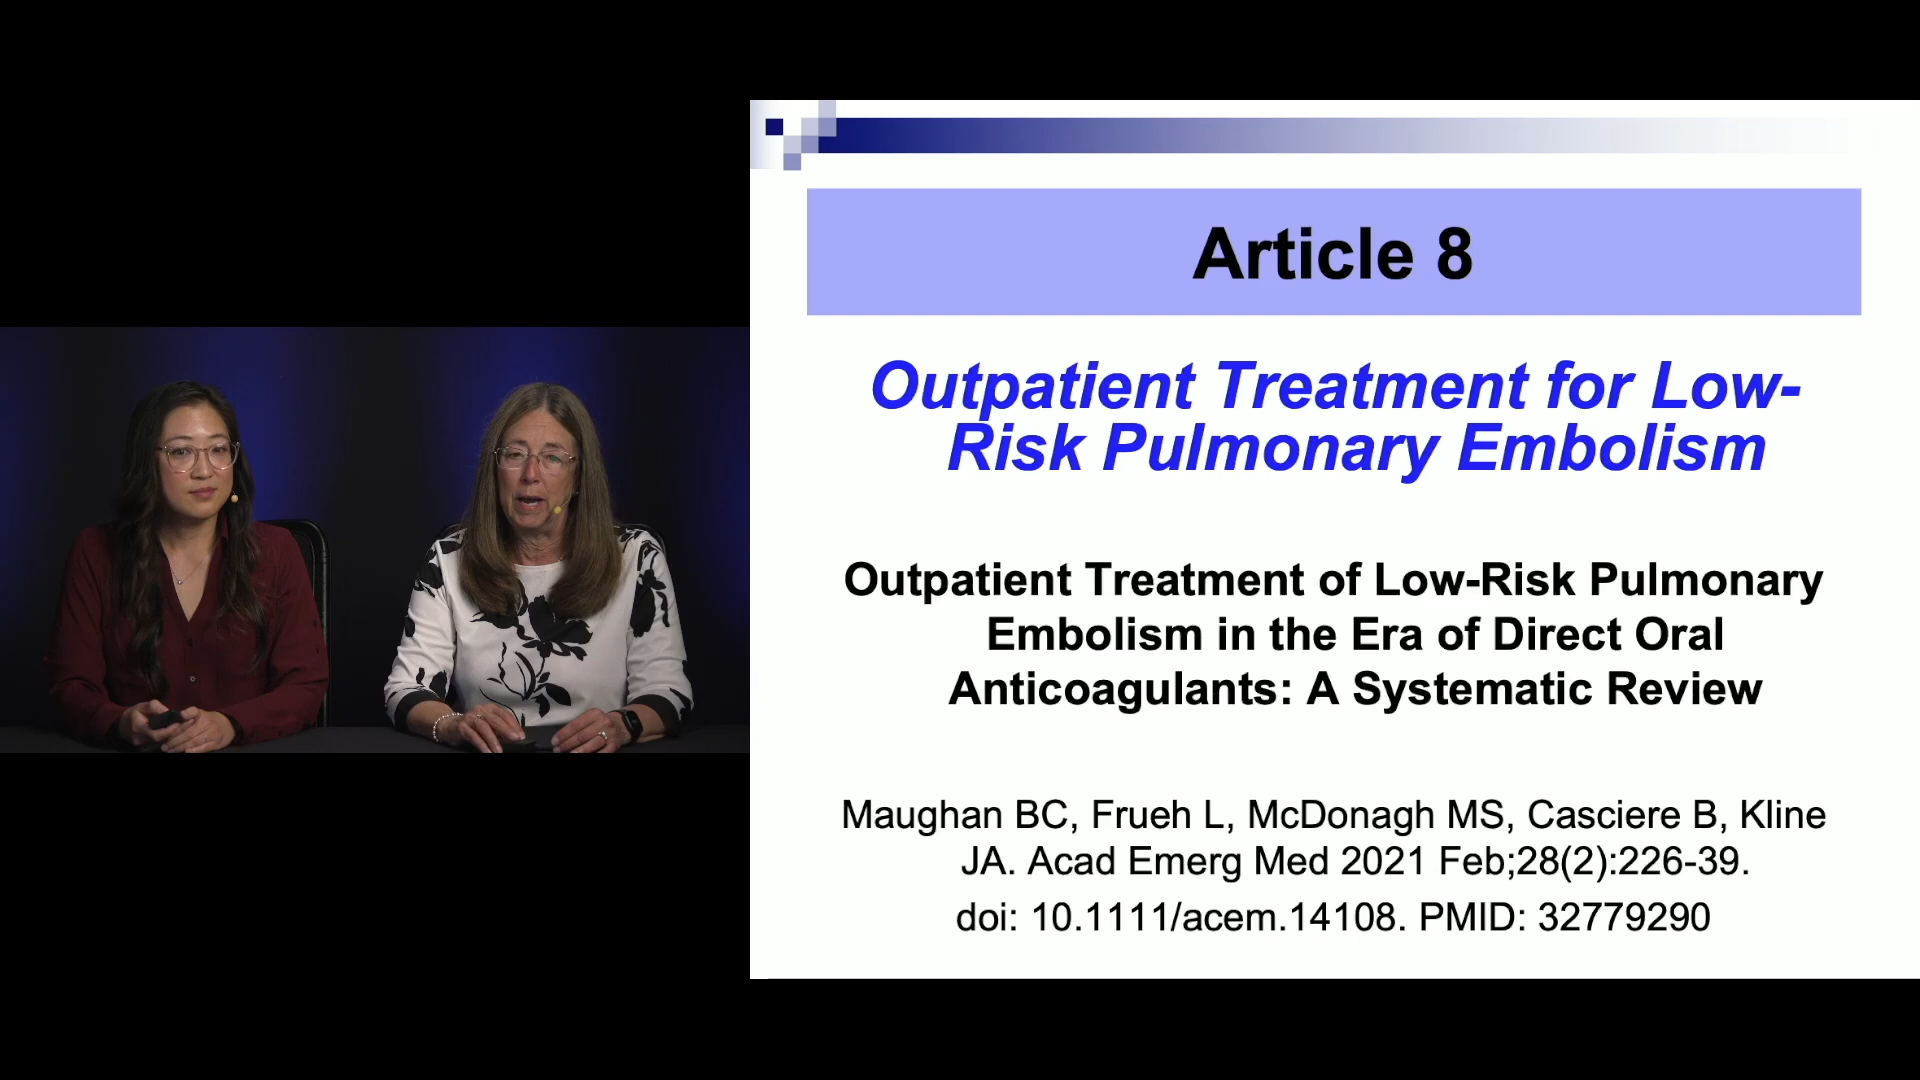 Article 8
Outpatient Treatment for Low-
Risk Pulmonary Embolism
Outpatient Treatment of Low-Risk Pulmonary
Embolism in the Era of Direct Oral
Anticoagulants: A Systematic Review
Maughan BC, Frueh L, McDonagh MS, Casciere B, Kline
JA. Acad Emerg Med 2021 Feb;28(2):226-39.
doi: 10.1111/acem.14108. PMID: 32779290